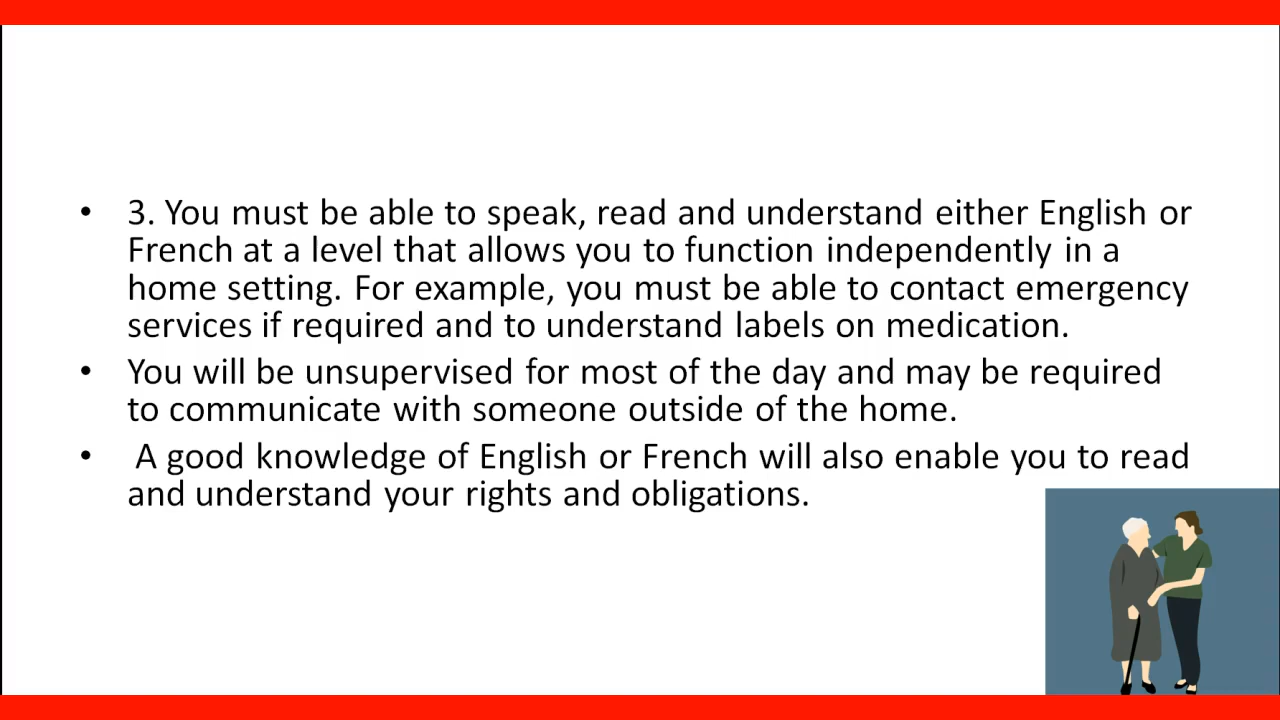 • 3. You must be able to speak, read and understand either English or
French at a level that allows you to function independently in a
home setting. For example, you must be able to contact emergency
services if required and to understand labels on medication.
• You will be unsupervised for most of the day and may be required
to communicate with someone outside of the home.
• A good knowledge of English or French will also enable you to read
and understand your rights and obligations.